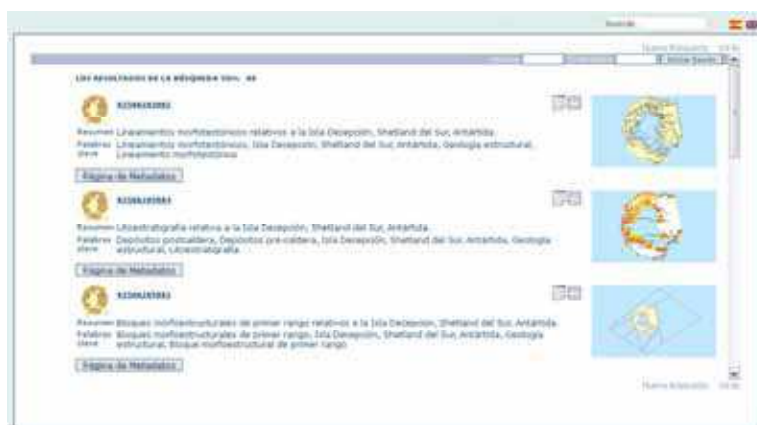 LOS RESULTADOS DE LA BÚSQUEDA SON:
Resumen Lineamientos morfotectónicos relativos a la Isla Decepción, Shetland del Sur, Antártida.
Palabras Lineamientos morfotectónicos, Isla Decepción, Shetland del Sur, Antártida, Geología estructural,
clave Lineamiento morfotectónico
Página de Metadatos
Resumen Litoestratigrafía relativa a la Isla Decepción, Shetland del Sur, Antártida.
Palabras Depósitos postcaldera, Depósitos pre-caldera, Isla Decepción, Shetland del Sur, Antártida, Geología
clave estructural, Litoestratigrafía
Página de Metadatos
Resumen Bloques morfoestructurales de primer rango relativos a la Isla Decepción, Shetland del Sur, Antártida.
Palabras Bloques morfoestructurales de primer rango, Isla Decepción, Shetland del Sur, Antártida, Geología
clave estructural, Bloque morfoestructural de primer rango
Página de Metadatos
Nueva Búsqueda